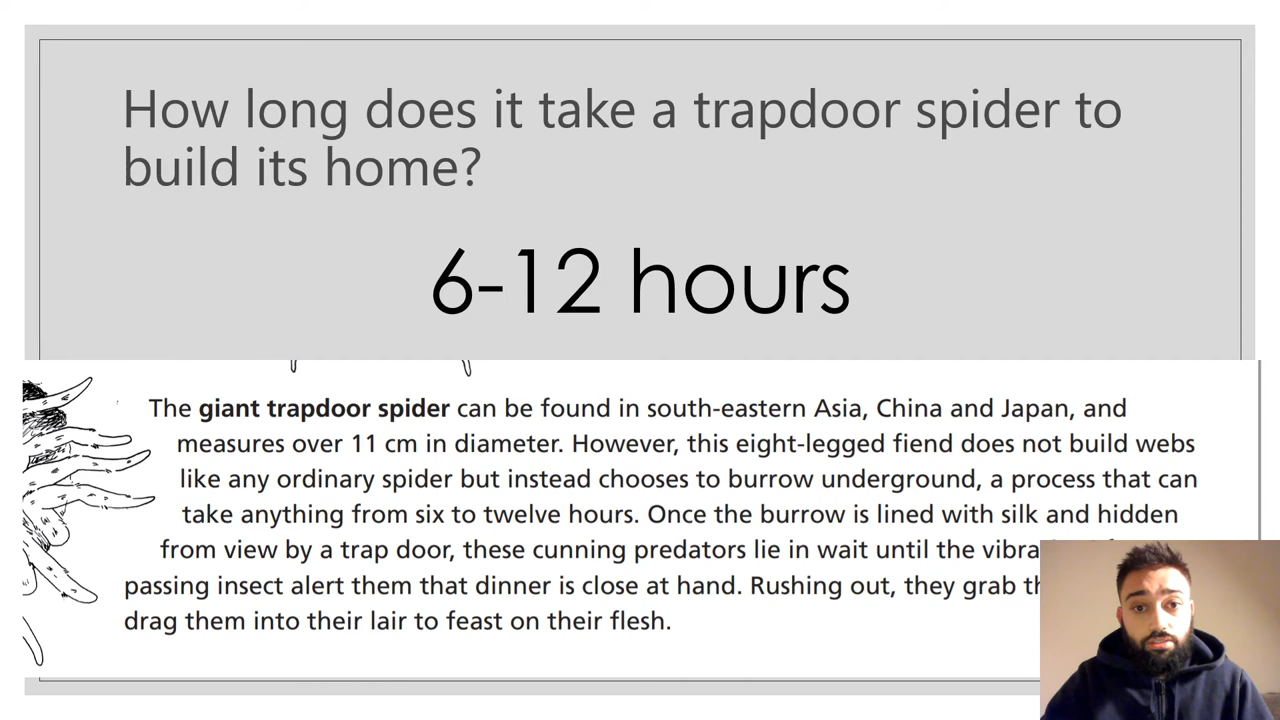 How long does it take a trapdoor spider to
build its home?
6-12 hours
The giant trapdoor spider can be found in south-eastern Asia, China and Japan, and
measures over 11 cm in diameter. However, this eight-legged fiend does not build webs
like any ordinary spider but instead chooses to burrow underground, a process that can
take anything from six to twelve hours. Once the burrow is lined with silk and hidden
from view by a trap door, these cunning predators lie in wait until the
passing insect alert them that dinner is close at hand. Rushing out, they grab
drag them into their lair to feast on their flesh.